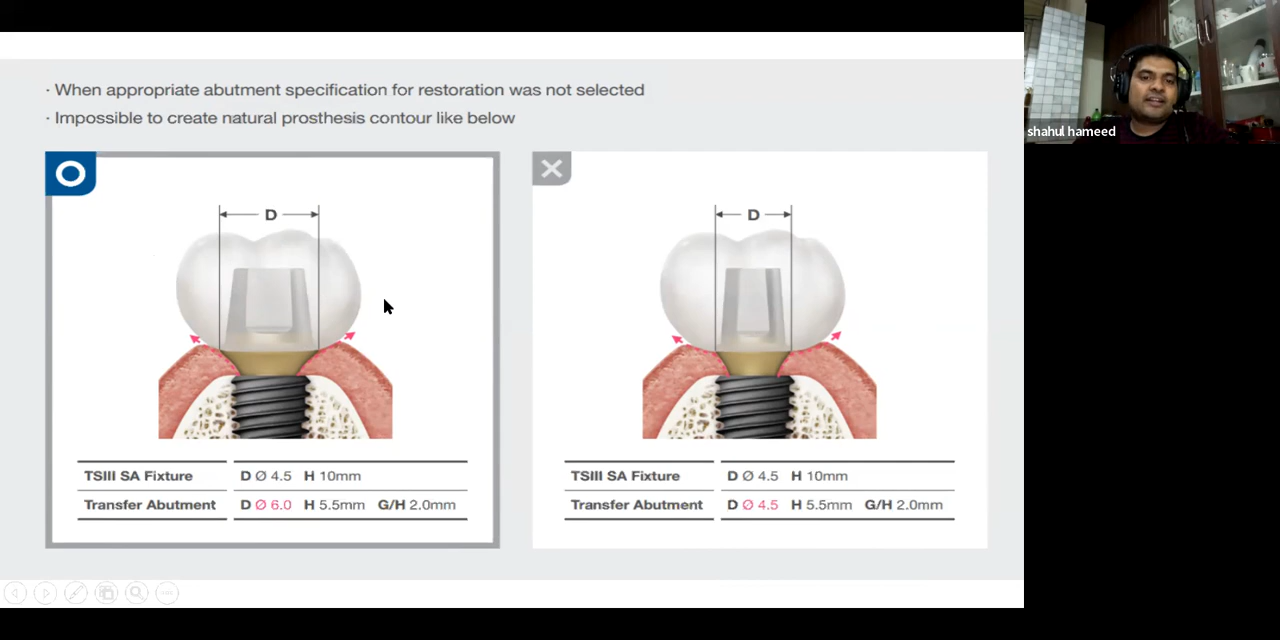 · When appropriate abutment specification for restoration was not selected
· Impossible to create natural prosthesis contour like below
shahul hameed
D
TSIII SA Fixture D Ø 4.5 H 10mm
Transfer Abutment D Ø 6.0 H 5.5mm G/H 2.0mm
D
TSIII SA Fixture D Ø 4.5 H 10mm
Transfer Abutment D Ø 4.5 H 5.5mm G/H 2.0mm